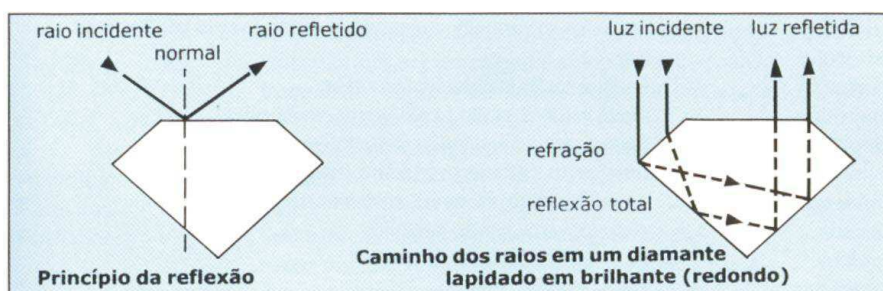 raio incidente
raio refletido
normal
Princípio da reflexão
luz incidente
luz refletida
refração
reflexão total
Caminho dos raios em um diamante
lapidado em brilhante (redondo)